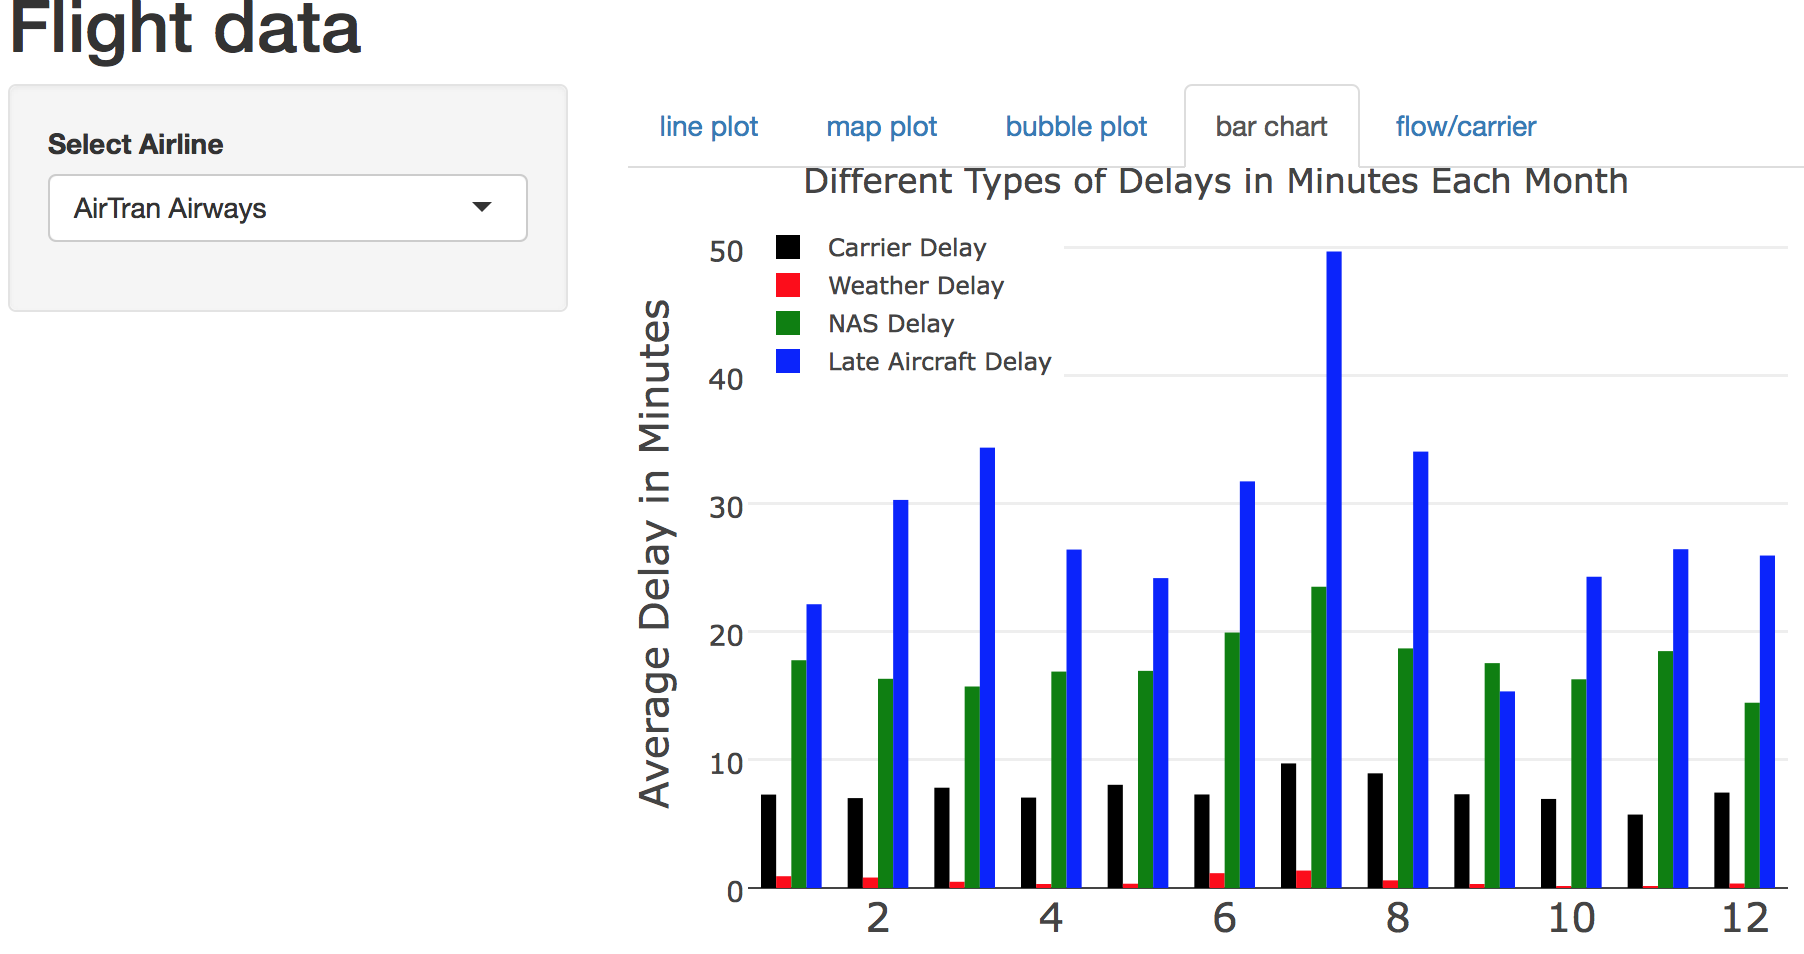 Flight data
Select Airline
AirTran Airways
line plot
map plot
bubble plot
bar chart
flow/carrier
Different Types of Delays in Minutes Each Month
Carrier Delay
Weather Delay
NAS Delay
Late Aircraft Delay
Average Delay in Minutes
50
40
30
20
10
0
2
4
6
8
10
12